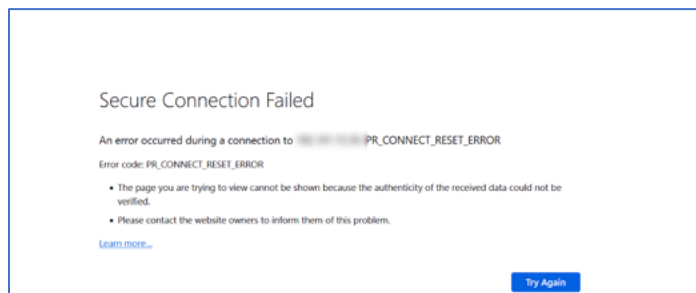 Secure Connection Failed
An error occurred during a connection to PR_CONNECT_RESET_ERROR
Error code: PR_CONNECT_RESET_ERROR
• The page you are trying to view cannot be shown because the authenticity of the received data could not be
verified.
• Please contact the website owners to inform them of this problem.
Learn more...
Try Again